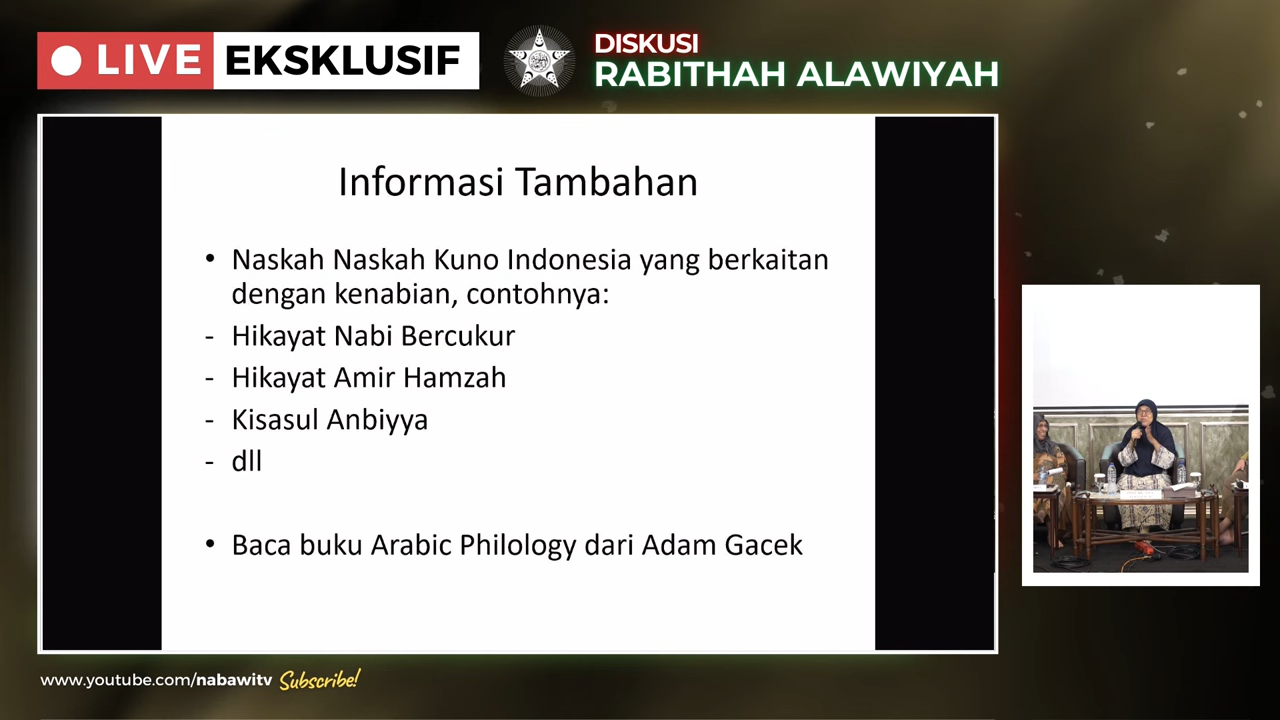 LIVE EKSKLUSIF
DISKUSI
RABITHAH ALAWIYAH
Informasi Tambahan
• Naskah Naskah Kuno Indonesia yang berkaitan
dengan kenabian, contohnya:
- Hikayat Nabi Bercukur
- Hikayat Amir Hamzah
- Kisasul Anbiyya
- dll
• Baca buku Arabic Philology dari Adam Gacek
www.youtube.com/nabawitv Subscribe!